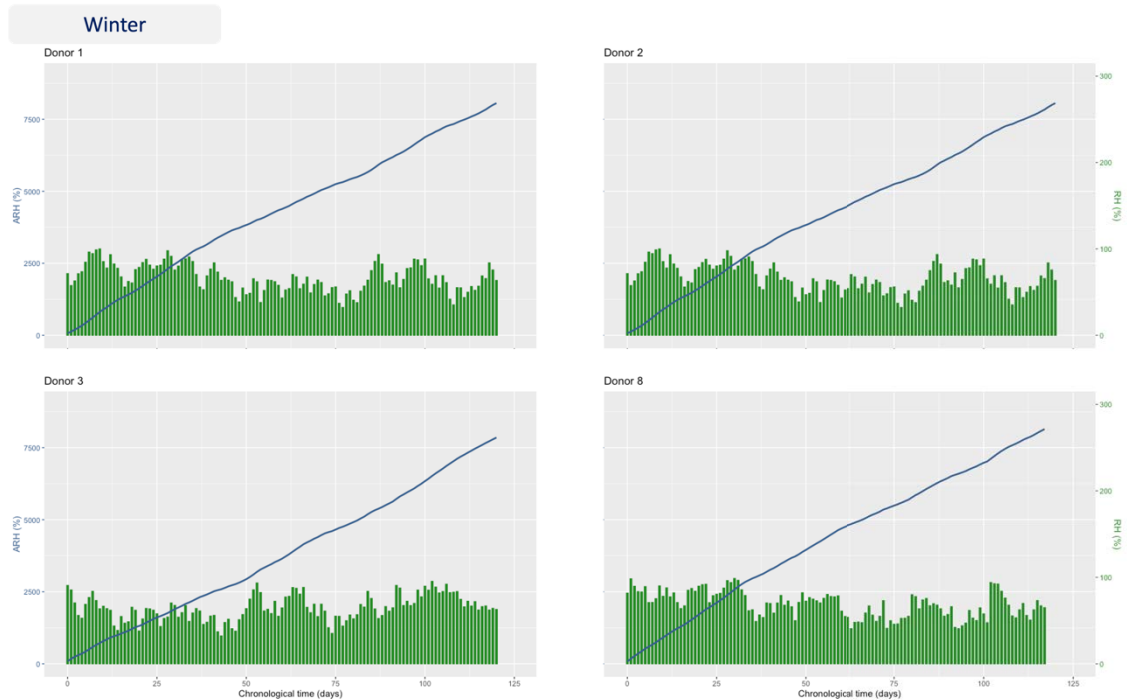 Winter
Donor 1
Donor 2
7500
5000
2500
0
ARH (%)
300
200
100
0
RH (%)
Donor 3
Donor 8
7500
5000
2500
0
ARH (%)
300
200
100
0
RH (%)
0 25 50 75 100 125
0 25 50 75 100 125
Chronological time (days)
Chronological time (days)